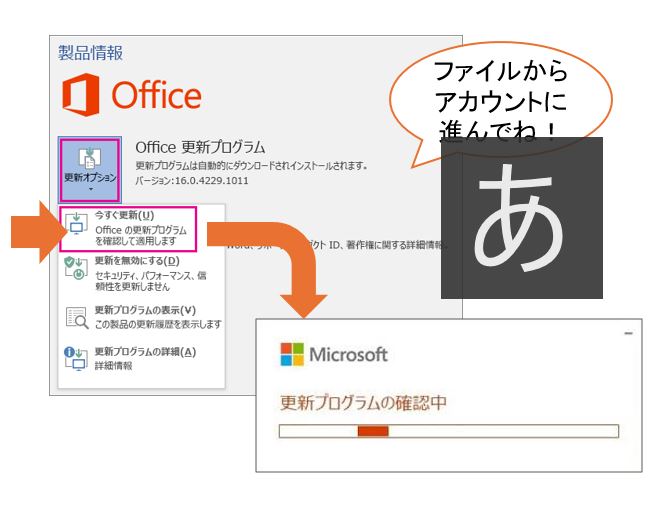 製品情報
Office
ファイルから
アカウントに
進んでね！
あ
更新オプション
Office 更新プログラム
更新プログラムは自動的にダウンロードされインストールされます。
バージョン:16.0.4229.1011
今すぐ更新(U)
Office の更新プログラム
を確認して適用します
ダクト ID、著作権に関する詳細情報。
更新を無効にする(D)
セキュリティ、パフォーマンス、信
頼性を更新しません
更新プログラムの表示(V)
この製品の更新履歴を表示します
更新プログラムの詳細(A)
詳細情報
Microsoft
更新プログラムの確認中